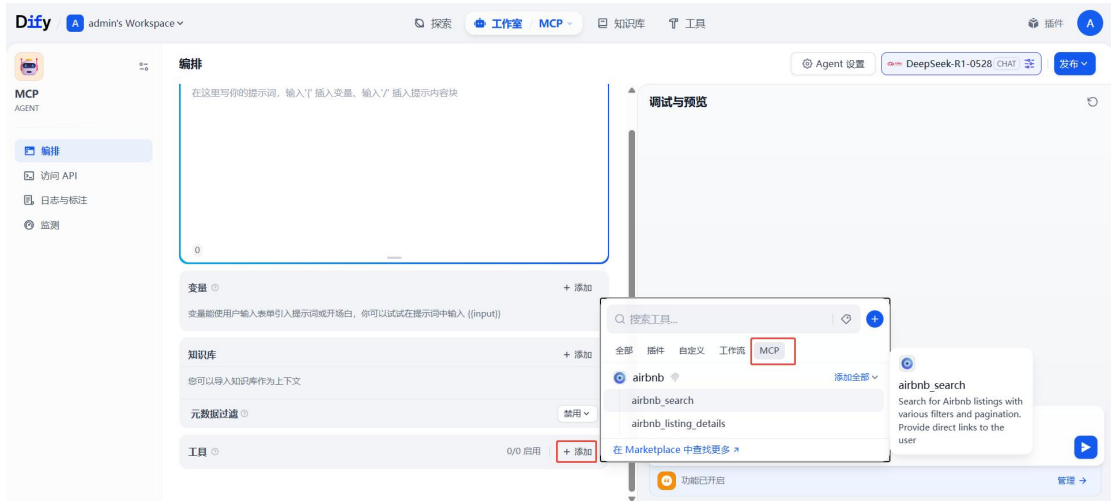 Dify / A admin's Workspace
探索
工作室 / MCP
知识库
工具
插件
A
MCP
AGENT
编排
访问 API
日志与标注
监测
编排
Agent 设置
DeepSeek-R1-0528 CHAT
发布
在这里写你的提示词，输入'{' 插入变量、输入'/' 插入提示内容块
0
变量
+ 添加
变量能使用户输入表单引入提示词或开场白，你可以试试在提示词中输入 {{input}}
知识库
+ 添加
您可以导入知识库作为上下文
元数据过滤
禁用
工具
0/0 启用
+ 添加
调试与预览
搜索工具...
全部 插件 自定义 工作流 MCP
airbnb
添加全部
airbnb_search
airbnb_listing_details
在 Marketplace 中查找更多
airbnb_search
Search for Airbnb listings with
various filters and pagination.
Provide direct links to the
user
功能已开启
管理 →